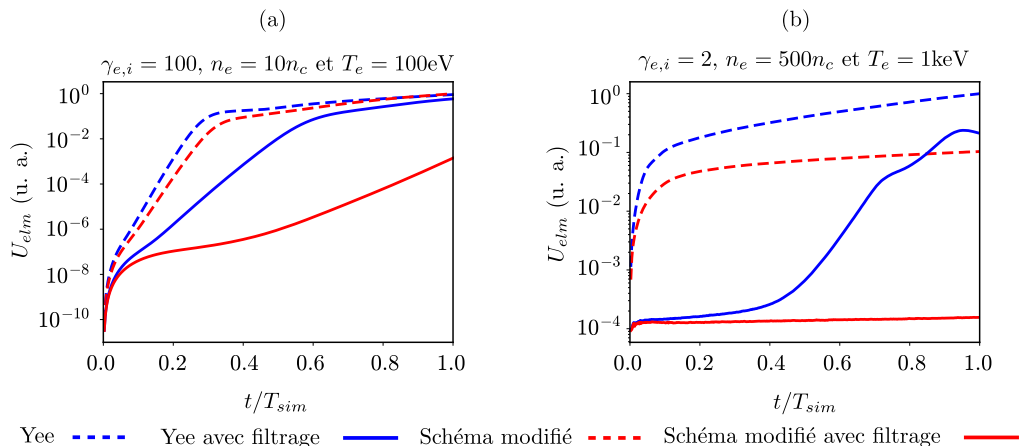 (a)
(b)
γ_{e,i} = 100, n_e = 10n_c et T_e = 100eV
γ_{e,i} = 2, n_e = 500n_c et T_e = 1keV
U_{elm} (u. a.)
10^0
10^{-2}
10^{-4}
10^{-6}
10^{-8}
10^{-10}
0.0 0.2 0.4 0.6 0.8 1.0
t/T_{sim}
U_{elm} (u. a.)
10^0
10^{-1}
10^{-2}
10^{-3}
10^{-4}
0.0 0.2 0.4 0.6 0.8 1.0
t/T_{sim}
Yee Yee avec filtrage Schéma modifié Schéma modifié avec filtrage